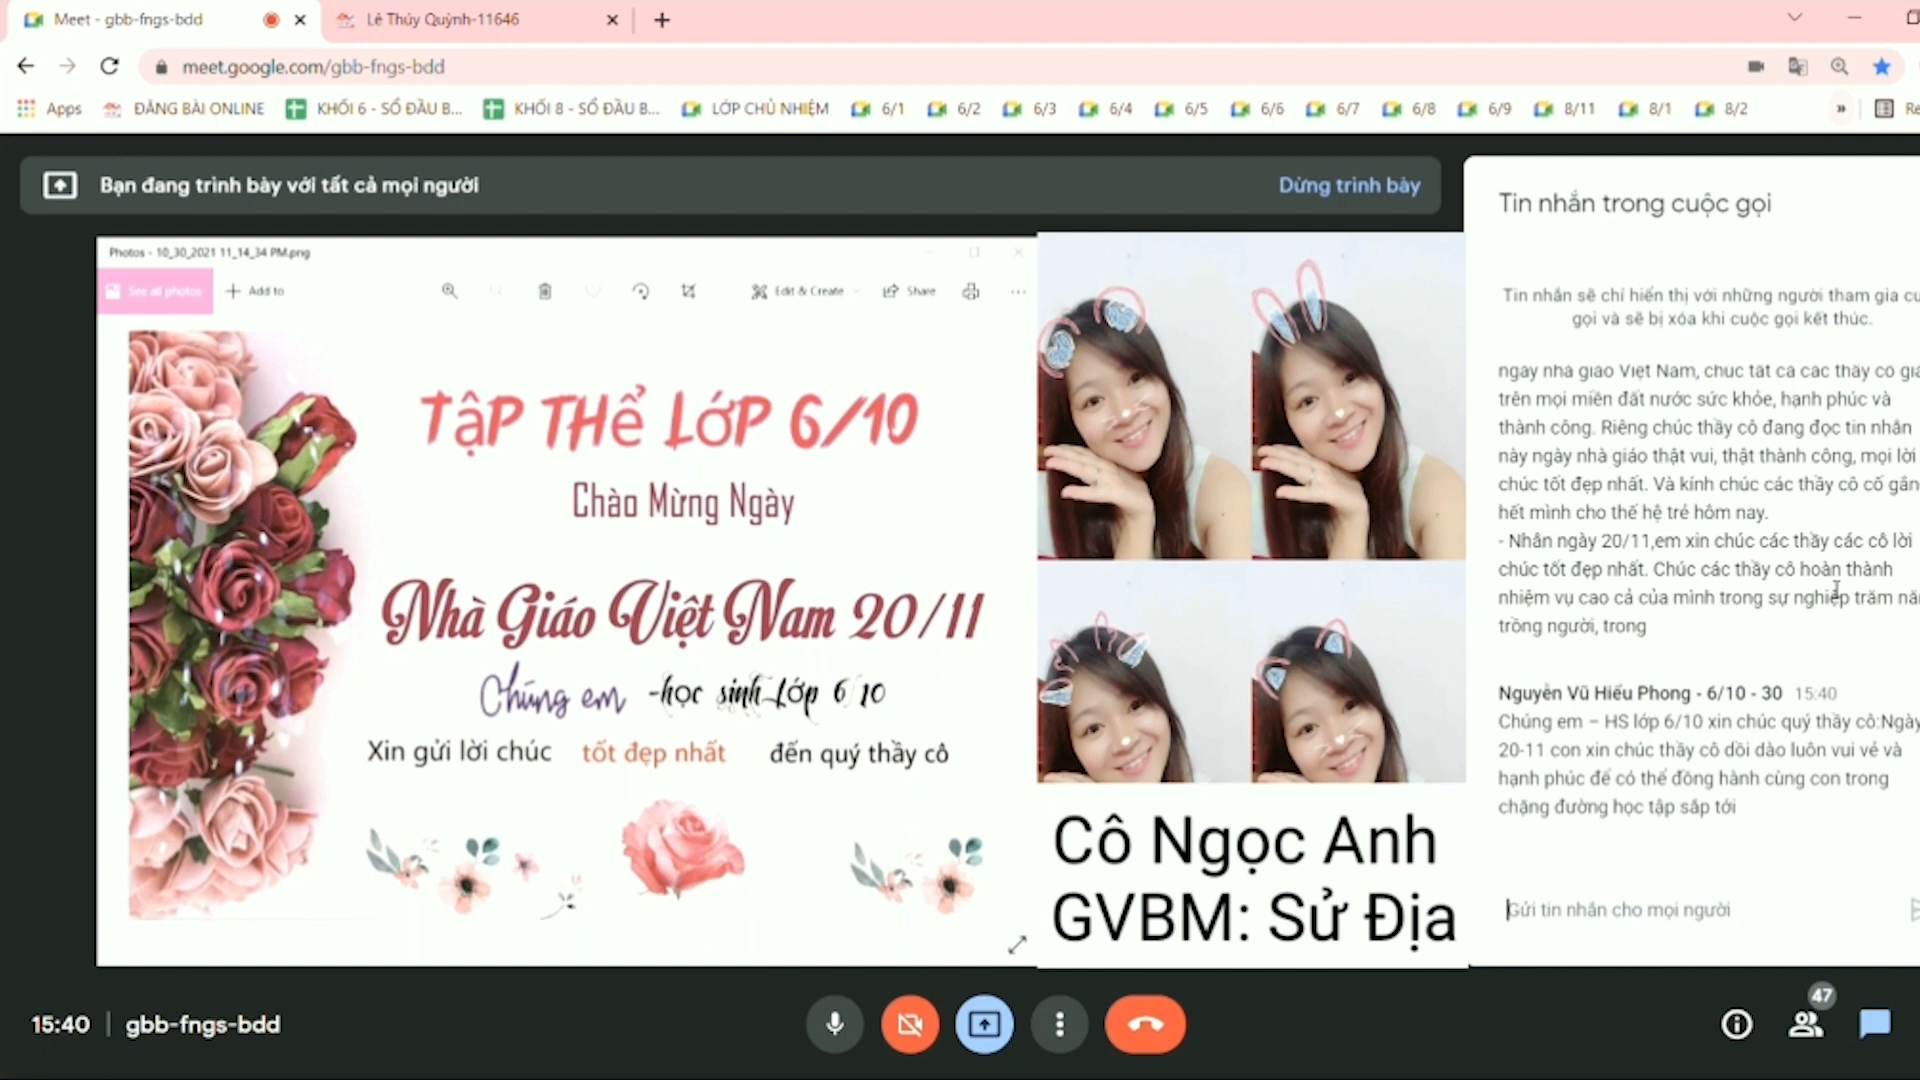 Meet - gbb-fngs-bdd
Lê Thúy Quỳnh-11646
meet.google.com/gbb-fngs-bdd
Apps
ĐĂNG BÀI ONLINE
KHỐI 6 - SỔ ĐẦU B...
KHỐI 8 - SỔ ĐẦU B...
LỚP CHỦ NHIỆM
6/1
6/2
6/3
6/4
6/5
6/6
6/7
6/8
6/9
8/11
8/1
8/2
»
Bạn đang trình bày với tất cả mọi người
Dừng trình bày
Photos - 10_30_2021 11_14_34 PM.png
See all photos
Add to
Edit & Create
Share
TẬP THỂ LỚP 6/10
Chào Mừng Ngày
Nhà Giáo Việt Nam 20/11
Chúng em -học sinh-Lớp 6 10
Xin gửi lời chúc tốt đẹp nhất đến quý thầy cô
Cô Ngọc Anh
GVBM: Sử Địa
Tin nhắn trong cuộc gọi
Tin nhắn sẽ chỉ hiển thị với những người tham gia
gọi và sẽ bị xóa khi cuộc gọi kết thúc.
ngày nhà giáo Việt Nam, chúc tất cả các thầy cô
trên mọi miền đất nước sức khỏe, hạnh phúc và
thành công. Riêng chúc thầy cô đang đọc tin nhắn
này ngày nhà giáo thật vui, thật thành công, mọi lời
chúc tốt đẹp nhất. Và kính chúc các thầy cô cố
hết mình cho thế hệ trẻ hôm nay.
- Nhân ngày 20/11,em xin chúc các thầy các cô lời
chúc tốt đẹp nhất. Chúc các thầy cô hoàn thành
nhiệm vụ cao cả của mình trong sự nghiệp trăm
trồng người, trong
Nguyễn Vũ Hiếu Phong - 6/10 - 30 15:40
Chúng em – HS lớp 6/10 xin chúc quý thầy cô:Ngày
20-11 con xin chúc thầy cô dồi dào luôn vui vẻ và
hạnh phúc để có thể đồng hành cùng con trong
chặng đường học tập sắp tới
Gửi tin nhắn cho mọi người
15:40 | gbb-fngs-bdd
47